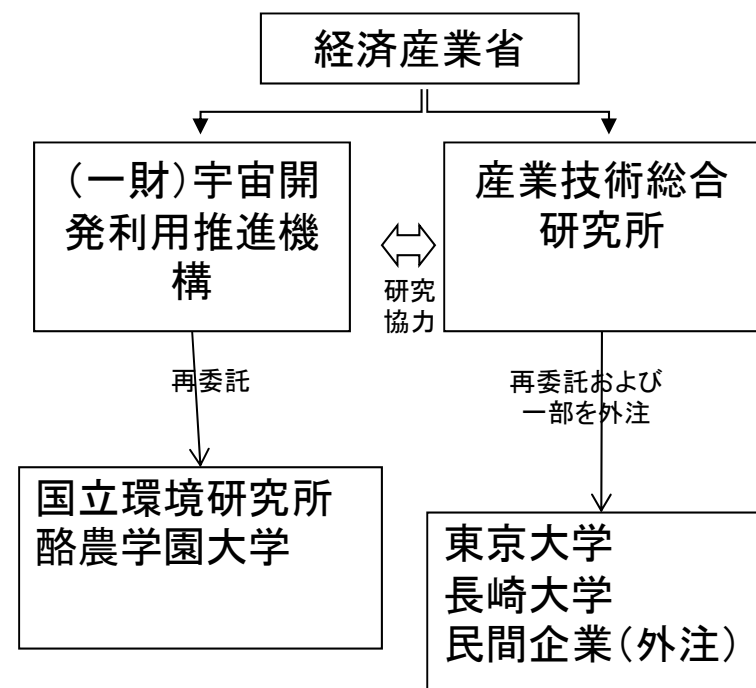 経済産業省
（一財）宇宙開
発利用推進機
構
産業技術総合
研究所
研究
協力
再委託
再委託および
一部を外注
国立環境研究所
酪農学園大学
東京大学
長崎大学
民間企業（外注）